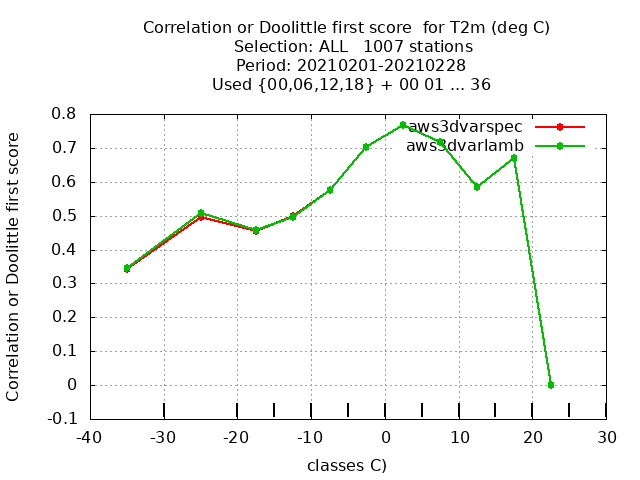 Correlation or Doolittle first score  for T2m (deg C)
Selection: ALL   1007 stations
Period: 20210201-20210228
Used {00,06,12,18} + 00 01 ... 36
Correlation or Doolittle first score
0.8
0.7
0.6
0.5
0.4
0.3
0.2
0.1
0
-0.1
aws3dvarspec
aws3dvarlamb
-40 -30 -20 -10 0 10 20 30
classes C)